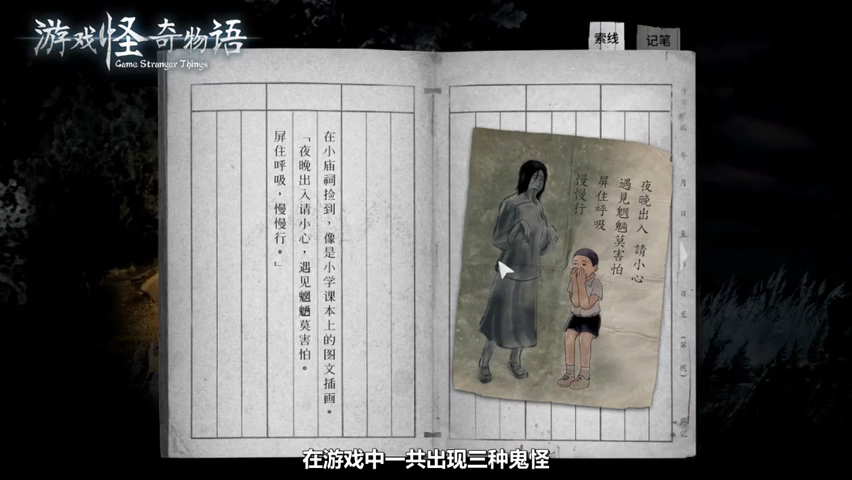 游戏怪奇物语
Game Stranger Things
索线
记笔
在小庙祠捡到，像是小学课本上的图文插画。
「夜晚出入请小心，遇见魍魉莫害怕。
屏住呼吸，慢慢行。」
夜晚出入 請小心
遇見魍魎莫害怕
屏住呼吸
慢慢行
年 月 日
在游戏中一共出现三种鬼怪